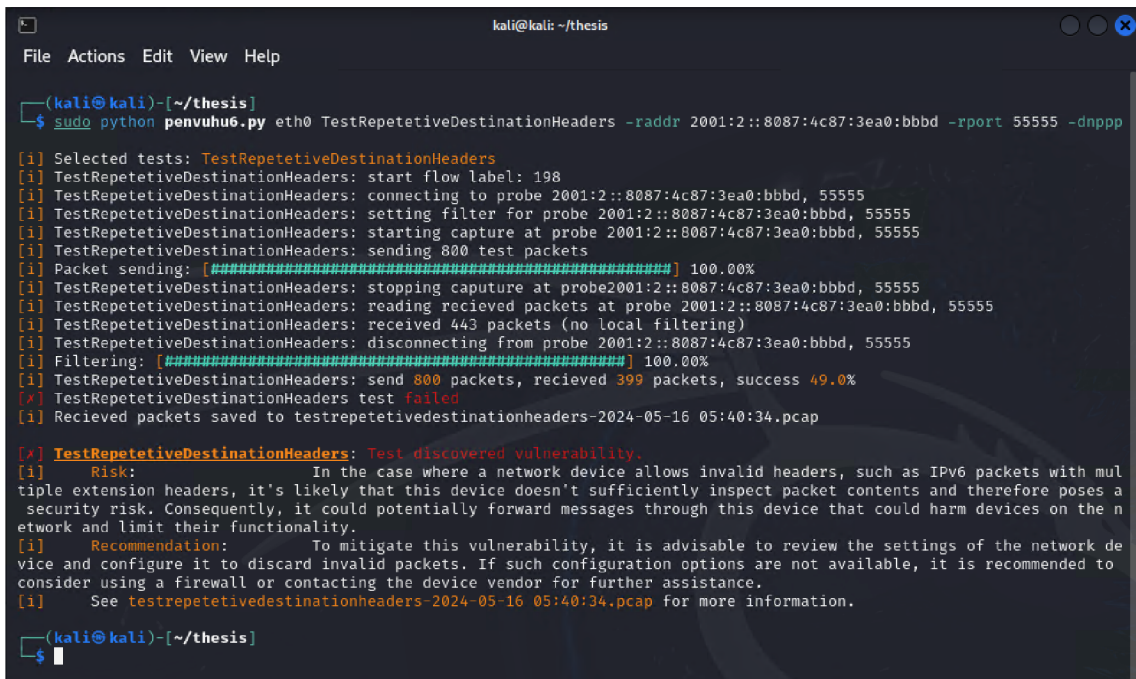 kali@kali: ~/thesis
File Actions Edit View Help
┌──(kali㉿kali)-[~/thesis]
└─$ sudo python penvuhu6.py eth0 TestRepetetiveDestinationHeaders -raddr 2001:2::8087:4c87:3ea0:bbbd -rport 55555 -dnppp
[i] Selected tests: TestRepetetiveDestinationHeaders
[i] TestRepetetiveDestinationHeaders: start flow label: 198
[i] TestRepetetiveDestinationHeaders: connecting to probe 2001:2::8087:4c87:3ea0:bbbd, 55555
[i] TestRepetetiveDestinationHeaders: setting filter for probe 2001:2::8087:4c87:3ea0:bbbd, 55555
[i] TestRepetetiveDestinationHeaders: starting capture at probe 2001:2::8087:4c87:3ea0:bbbd, 55555
[i] TestRepetetiveDestinationHeaders: sending 800 test packets
[i] Packet sending: [##################################################] 100.00%
[i] TestRepetetiveDestinationHeaders: stopping caputure at probe2001:2::8087:4c87:3ea0:bbbd, 55555
[i] TestRepetetiveDestinationHeaders: reading recieved packets at probe 2001:2::8087:4c87:3ea0:bbbd, 55555
[i] TestRepetetiveDestinationHeaders: received 443 packets (no local filtering)
[i] TestRepetetiveDestinationHeaders: disconnecting from probe 2001:2::8087:4c87:3ea0:bbbd, 55555
[i] Filtering: [##################################################] 100.00%
[i] TestRepetetiveDestinationHeaders: send 800 packets, recieved 399 packets, success 49.0%
[x] TestRepetetiveDestinationHeaders test failed
[i] Recieved packets saved to testrepetetivedestinationheaders-2024-05-16 05:40:34.pcap
[x] TestRepetetiveDestinationHeaders: Test discovered vulnerability.
[i] Risk: In the case where a network device allows invalid headers, such as IPv6 packets with mul
tiple extension headers, it's likely that this device doesn't sufficiently inspect packet contents and therefore poses a
security risk. Consequently, it could potentially forward messages through this device that could harm devices on the n
etwork and limit their functionality.
[i] Recommendation: To mitigate this vulnerability, it is advisable to review the settings of the network de
vice and configure it to discard invalid packets. If such configuration options are not available, it is recommended to
consider using a firewall or contacting the device vendor for further assistance.
[i] See testrepetetivedestinationheaders-2024-05-16 05:40:34.pcap for more information.
┌──(kali㉿kali)-[~/thesis]
└─$